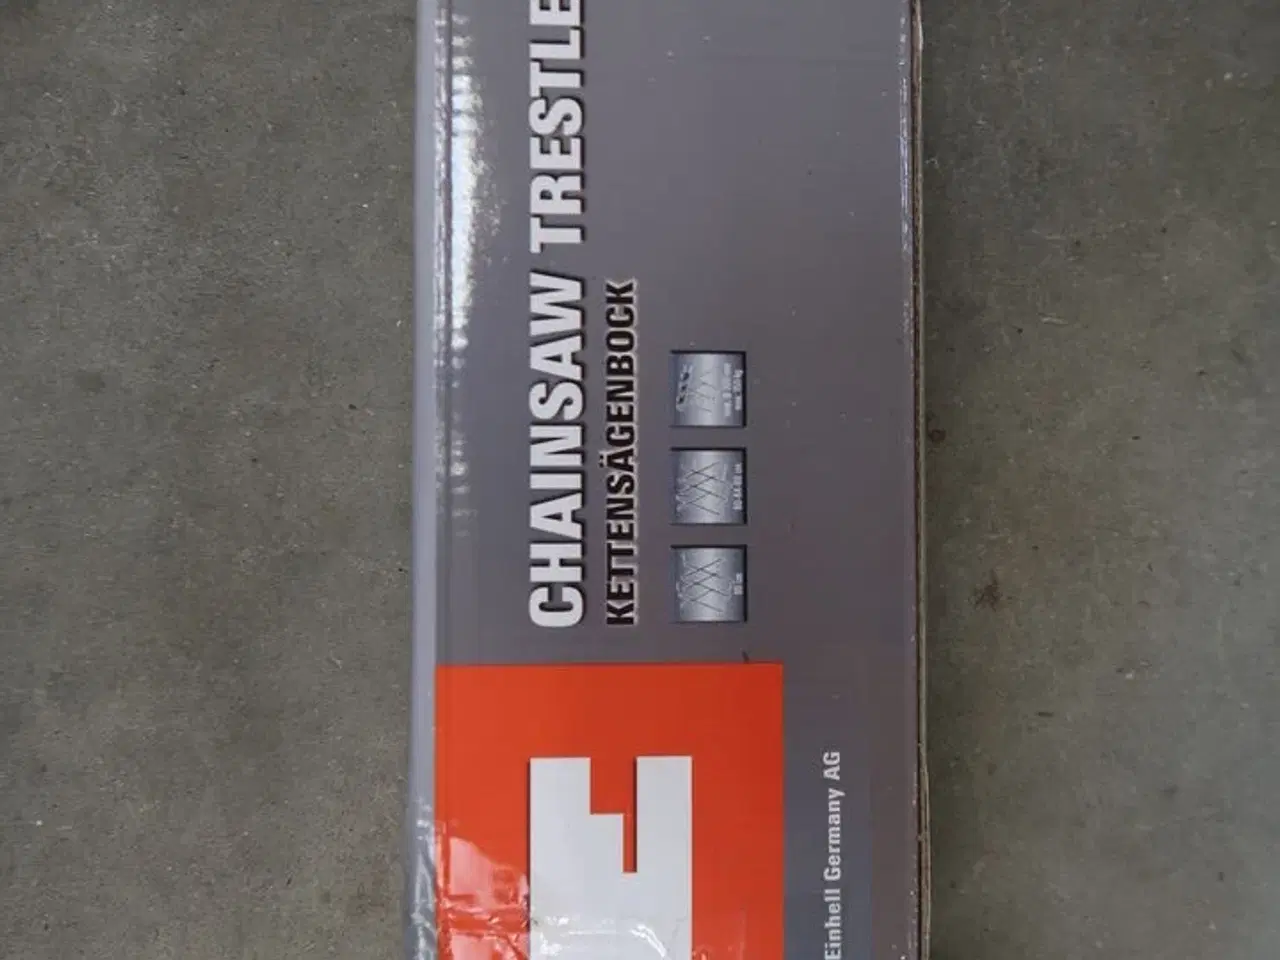 CHAINSAW TRESTLE
KETTENSÄGENBOCK
Einhell Germany AG